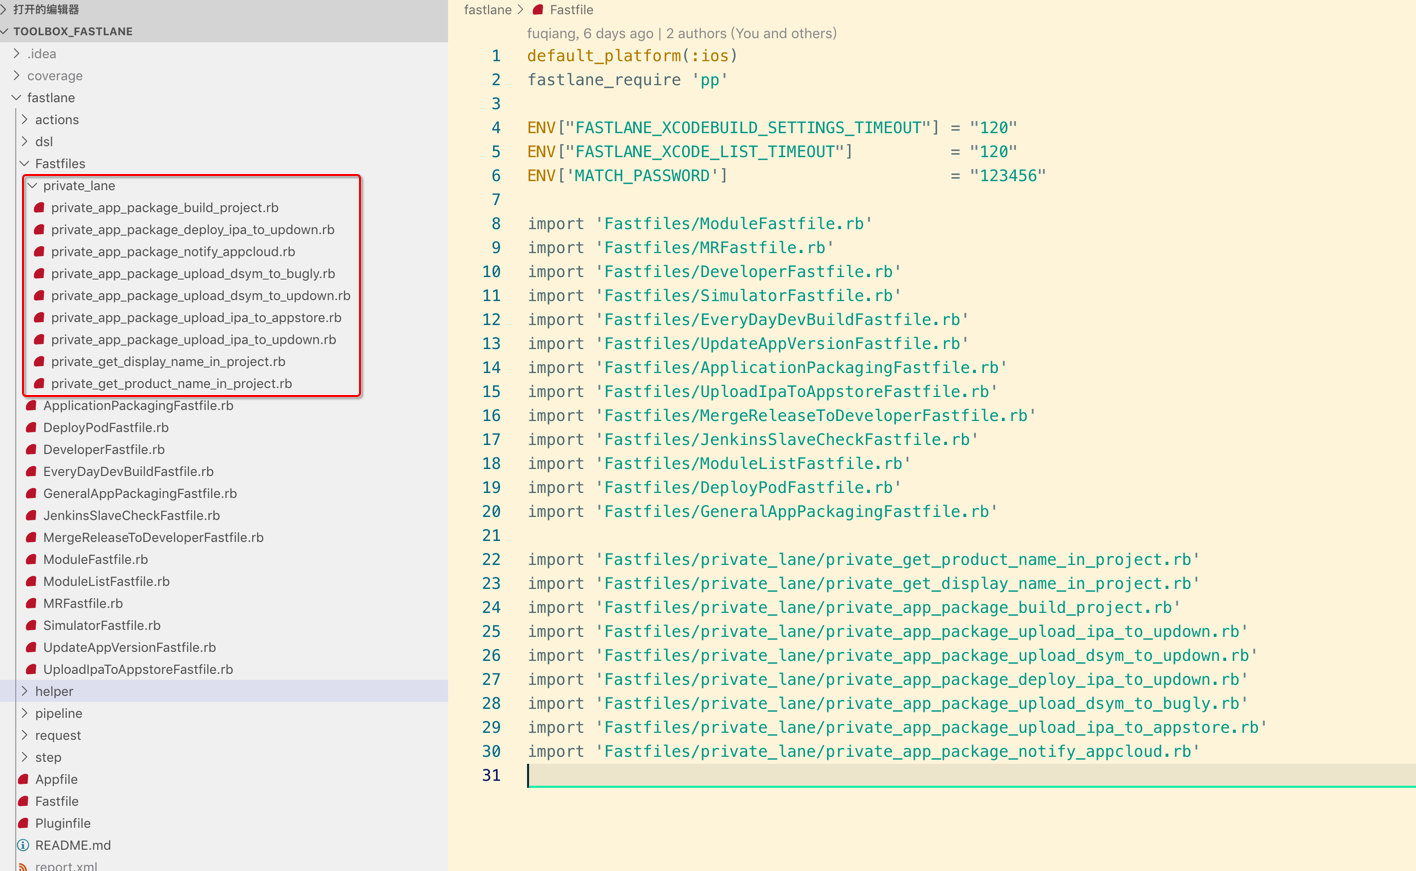 打开的编辑器
TOOLBOX_FASTLANE
.idea
coverage
fastlane
actions
dsl
Fastfiles
private_lane
private_app_package_build_project.rb
private_app_package_deploy_ipa_to_updown.rb
private_app_package_notify_appcloud.rb
private_app_package_upload_dsym_to_bugly.rb
private_app_package_upload_dsym_to_updown.rb
private_app_package_upload_ipa_to_appstore.rb
private_app_package_upload_ipa_to_updown.rb
private_get_display_name_in_project.rb
private_get_product_name_in_project.rb
ApplicationPackagingFastfile.rb
DeployPodFastfile.rb
DeveloperFastfile.rb
EveryDayDevBuildFastfile.rb
GeneralAppPackagingFastfile.rb
JenkinsSlaveCheckFastfile.rb
MergeReleaseToDeveloperFastfile.rb
ModuleFastfile.rb
ModuleListFastfile.rb
MRFastfile.rb
SimulatorFastfile.rb
UpdateAppVersionFastfile.rb
UploadIpaToAppstoreFastfile.rb
helper
pipeline
request
step
Appfile
Fastfile
Pluginfile
README.md
report.xml
fastlane > Fastfile
fuqiang, 6 days ago | 2 authors (You and others)
1 default_platform(:ios)
2 fastlane_require 'pp'
3
4 ENV["FASTLANE_XCODEBUILD_SETTINGS_TIMEOUT"] = "120"
5 ENV["FASTLANE_XCODE_LIST_TIMEOUT"] = "120"
6 ENV['MATCH_PASSWORD'] = "123456"
7
8 import 'Fastfiles/ModuleFastfile.rb'
9 import 'Fastfiles/MRFastfile.rb'
10 import 'Fastfiles/DeveloperFastfile.rb'
11 import 'Fastfiles/SimulatorFastfile.rb'
12 import 'Fastfiles/EveryDayDevBuildFastfile.rb'
13 import 'Fastfiles/UpdateAppVersionFastfile.rb'
14 import 'Fastfiles/ApplicationPackagingFastfile.rb'
15 import 'Fastfiles/UploadIpaToAppstoreFastfile.rb'
16 import 'Fastfiles/MergeReleaseToDeveloperFastfile.rb'
17 import 'Fastfiles/JenkinsSlaveCheckFastfile.rb'
18 import 'Fastfiles/ModuleListFastfile.rb'
19 import 'Fastfiles/DeployPodFastfile.rb'
20 import 'Fastfiles/GeneralAppPackagingFastfile.rb'
21
22 import 'Fastfiles/private_lane/private_get_product_name_in_project.rb'
23 import 'Fastfiles/private_lane/private_get_display_name_in_project.rb'
24 import 'Fastfiles/private_lane/private_app_package_build_project.rb'
25 import 'Fastfiles/private_lane/private_app_package_upload_ipa_to_updown.rb'
26 import 'Fastfiles/private_lane/private_app_package_upload_dsym_to_updown.rb'
27 import 'Fastfiles/private_lane/private_app_package_deploy_ipa_to_updown.rb'
28 import 'Fastfiles/private_lane/private_app_package_upload_dsym_to_bugly.rb'
29 import 'Fastfiles/private_lane/private_app_package_upload_ipa_to_appstore.rb'
30 import 'Fastfiles/private_lane/private_app_package_notify_appcloud.rb'
31